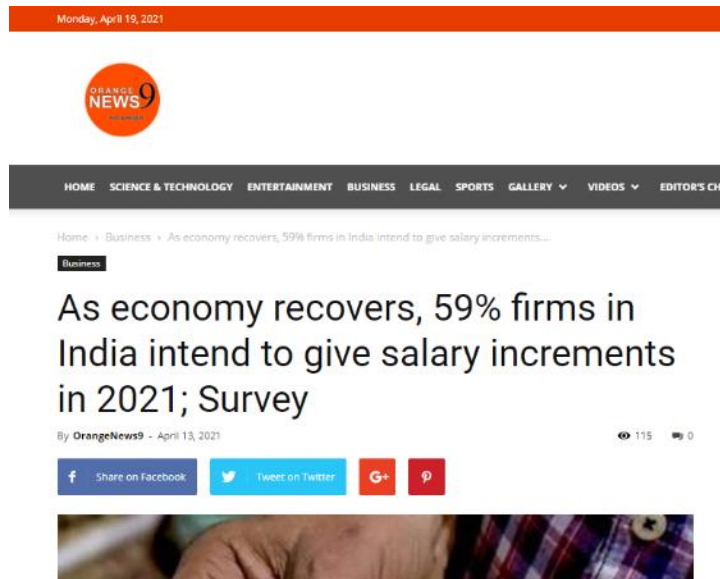 Monday, April 19, 2021
ORANGE
NEWS9
HOME SCIENCE & TECHNOLOGY ENTERTAINMENT BUSINESS LEGAL SPORTS GALLERY VIDEOS EDITOR'S CH
Home › Business › As economy recovers, 59% firms in India intend to give salary increments...
Business
As economy recovers, 59% firms in
India intend to give salary increments
in 2021; Survey
By OrangeNews9 - April 13, 2021 115 0
f Share on Facebook Tweet on Twitter G+